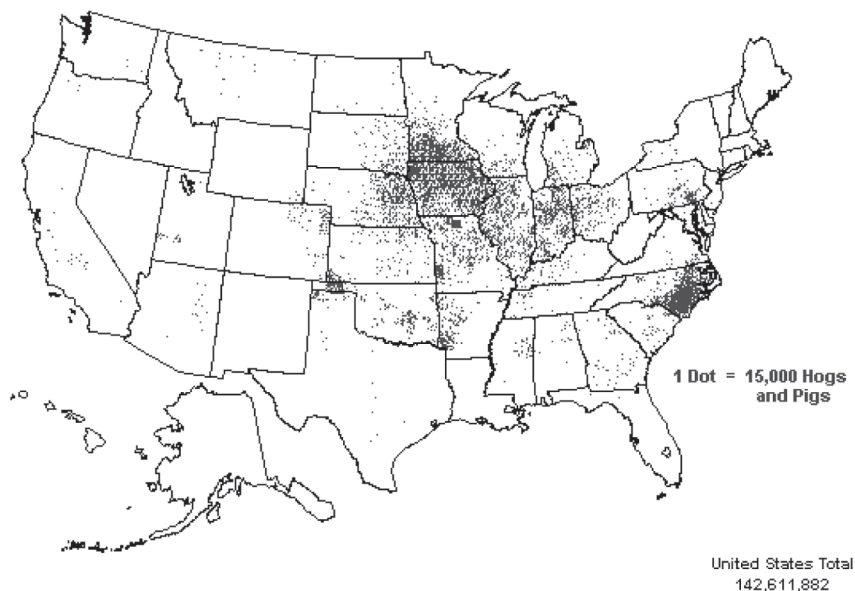 1 Dot = 15,000 Hogs
and Pigs
United States Total
142,611,882